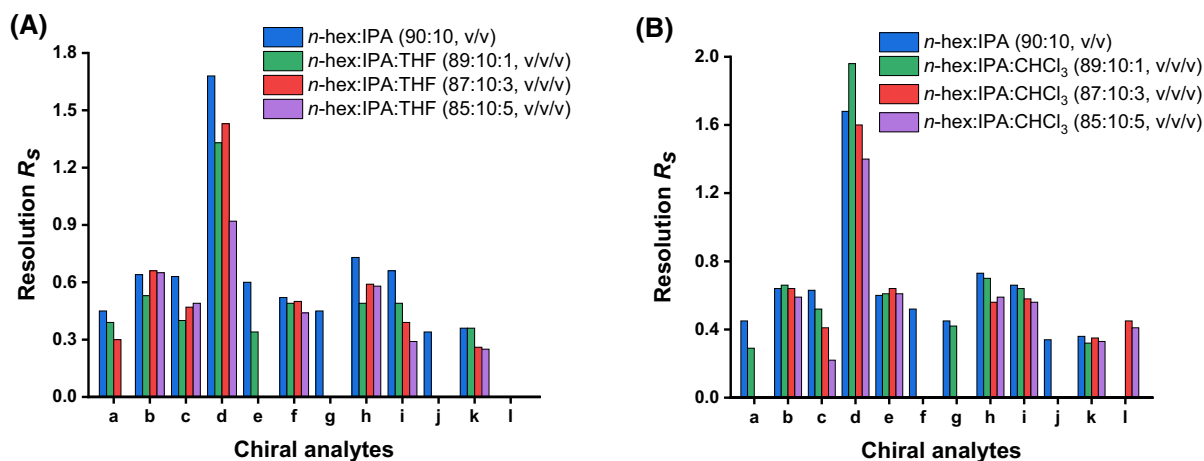 (A)
n-hex:IPA (90:10, v/v)
n-hex:IPA:THF (89:10:1, v/v/v)
n-hex:IPA:THF (87:10:3, v/v/v)
n-hex:IPA:THF (85:10:5, v/v/v)
1.8
1.5
1.2
0.9
0.6
0.3
0.0
Resolution Rs
a b c d e f g h i j k l
Chiral analytes
(B)
n-hex:IPA (90:10, v/v)
n-hex:IPA:CHCl₃ (89:10:1, v/v/v)
n-hex:IPA:CHCl₃ (87:10:3, v/v/v)
n-hex:IPA:CHCl₃ (85:10:5, v/v/v)
2.0
1.6
1.2
0.8
0.4
0.0
Resolution Rs
a b c d e f g h i j k l
Chiral analytes